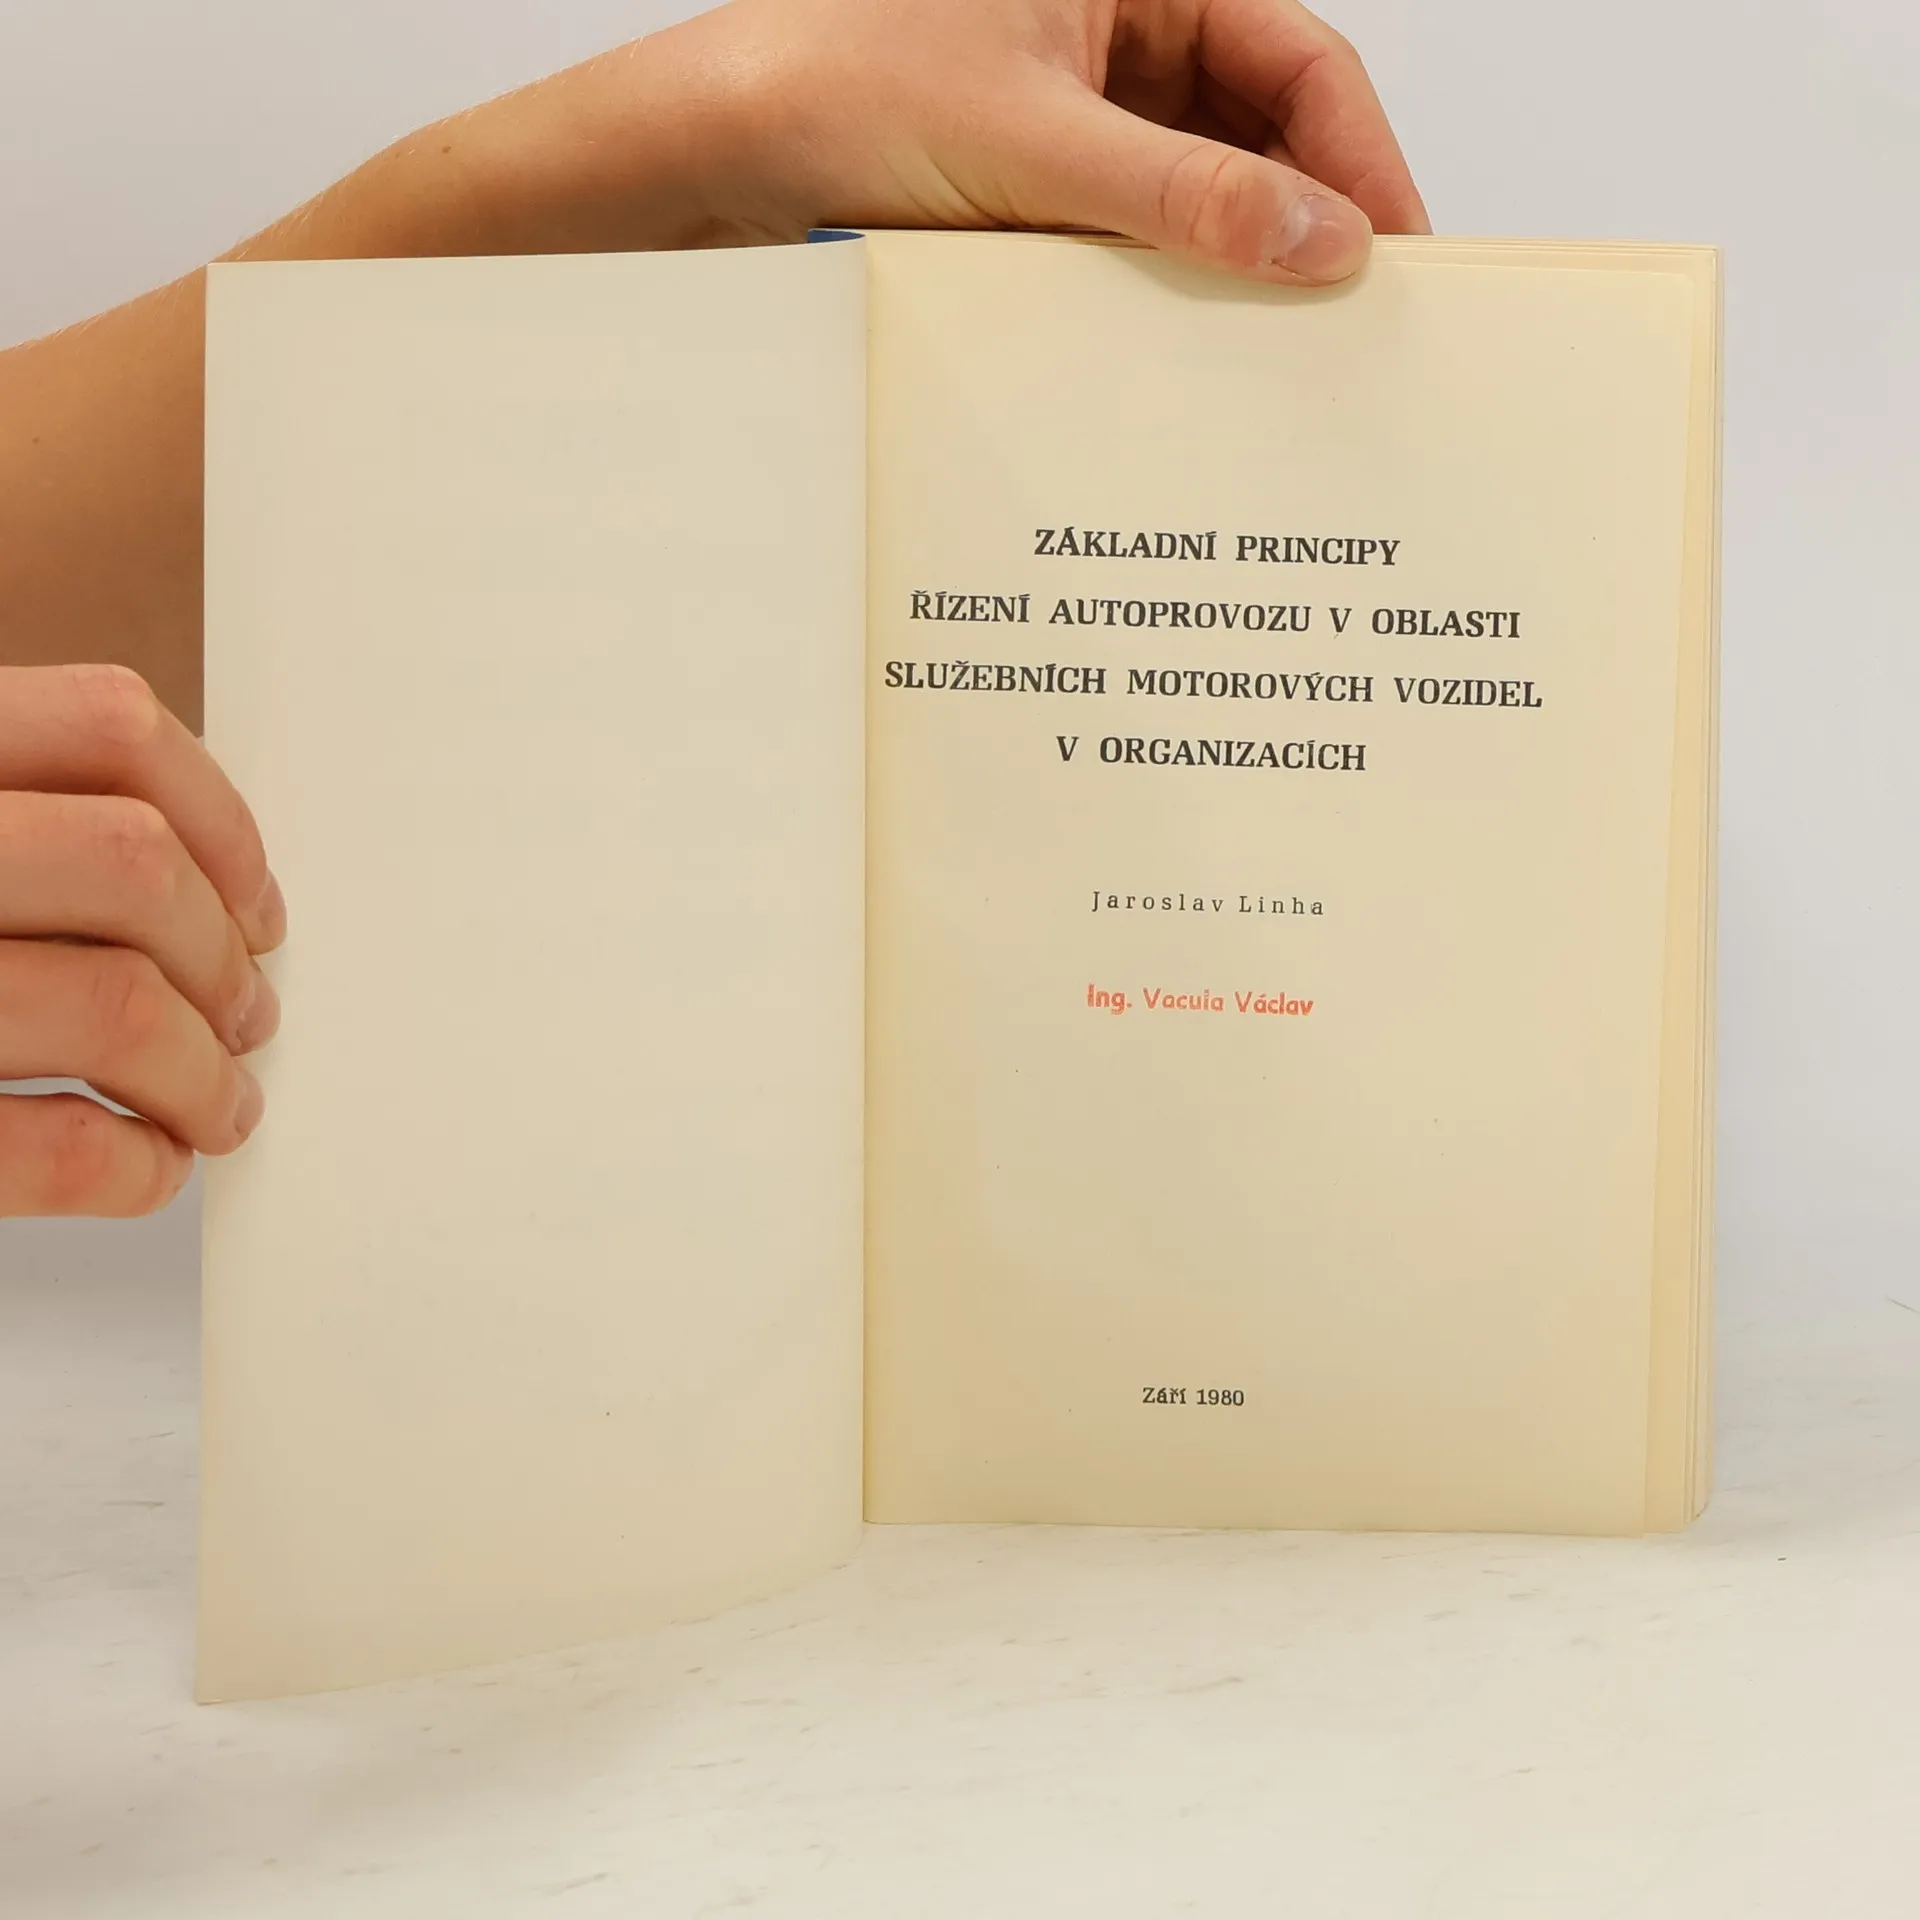 ZÁKLADNÍ PRINCIPY
ŘÍZENÍ AUTOPROVOZU V OBLASTI
SLUŽEBNÍCH MOTOROVÝCH VOZIDEL
V ORGANIZACÍCH
Jaroslav Linha
Ing. Vacula Václav
Září 1980